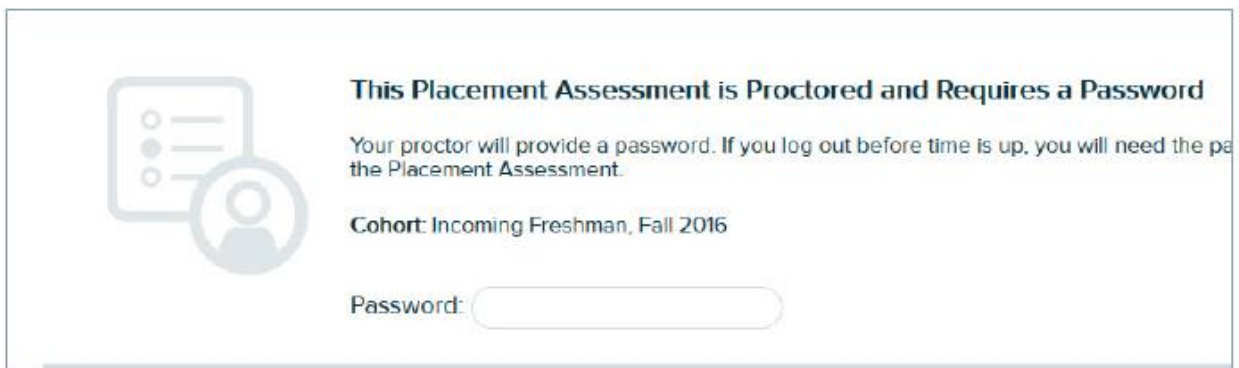 This Placement Assessment is Proctored and Requires a Password
Your proctor will provide a password. If you log out before time is up, you will need the
the Placement Assessment.
Cohort: Incoming Freshman, Fall 2016
Password: